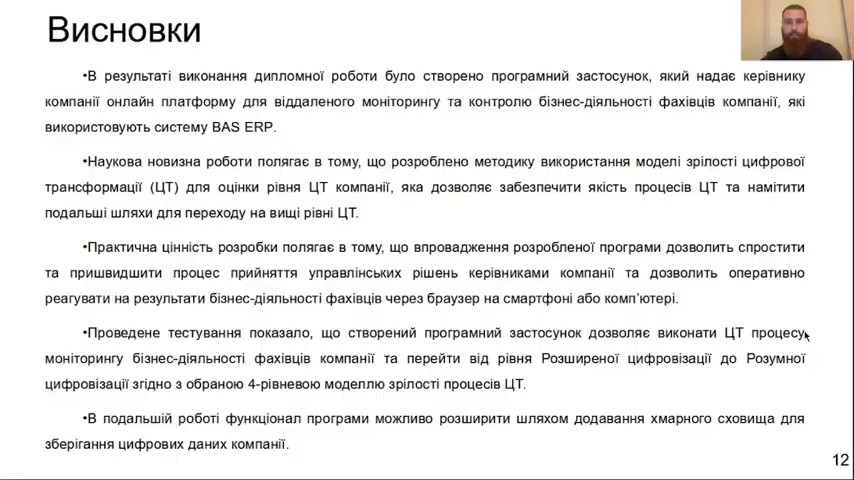 Висновки
•В результаті виконання дипломної роботи було створено програмний застосунок, який надає керівнику
компанії онлайн платформу для віддаленого моніторингу та контролю бізнес-діяльності фахівців компанії, які
використовують систему BAS ERP.
•Наукова новизна роботи полягає в тому, що розроблено методику використання моделі зрілості цифрової
трансформації (ЦТ) для оцінки рівня ЦТ компанії, яка дозволяє забезпечити якість процесів ЦТ та намітити
подальші шляхи для переходу на вищі рівні ЦТ.
•Практична цінність розробки полягає в тому, що впровадження розробленої програми дозволить спростити
та пришвидшити процес прийняття управлінських рішень керівниками компанії та дозволить оперативно
реагувати на результати бізнес-діяльності фахівців через браузер на смартфоні або комп’ютері.
•Проведене тестування показало, що створений програмний застосунок дозволяє виконати ЦТ процесу
моніторингу бізнес-діяльності фахівців компанії та перейти від рівня Розширеної цифровізації до Розумної
цифровізації згідно з обраною 4-рівневою моделлю зрілості процесів ЦТ.
•В подальшій роботі функціонал програми можливо розширити шляхом додавання хмарного сховища для
зберігання цифрових даних компанії.
12